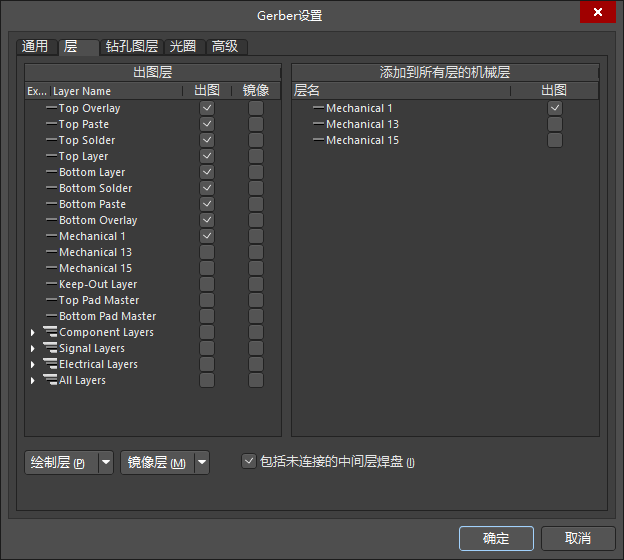 Gerber设置
通用 层 钻孔图层 光圈 高级
出图层
Ex... Layer Name 出图 镜像
Top Overlay
Top Paste
Top Solder
Top Layer
Bottom Layer
Bottom Solder
Bottom Paste
Bottom Overlay
Mechanical 1
Mechanical 13
Mechanical 15
Keep-Out Layer
Top Pad Master
Bottom Pad Master
Component Layers
Signal Layers
Electrical Layers
All Layers
添加到所有层的机械层
层名 出图
Mechanical 1
Mechanical 13
Mechanical 15
绘制层 (P) 镜像层 (M) 包括未连接的中间层焊盘 (I)
确定 取消